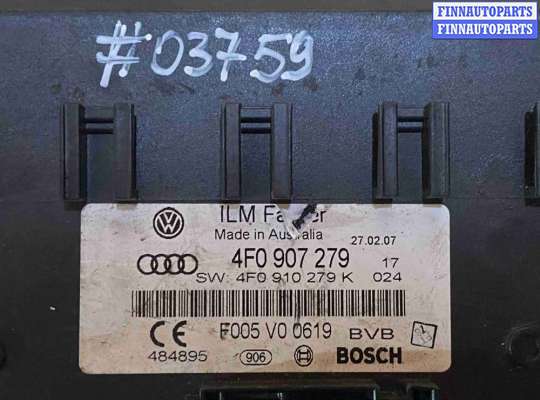 FINNAUTOPARTS
FINNAUTOPARTS
#03759
ILM
Made in Australia 27.02.07
4F0 907 279 17
SW: 4F0 910 279 K 024
F005 V0 0619 BVB
484895 906 BOSCH